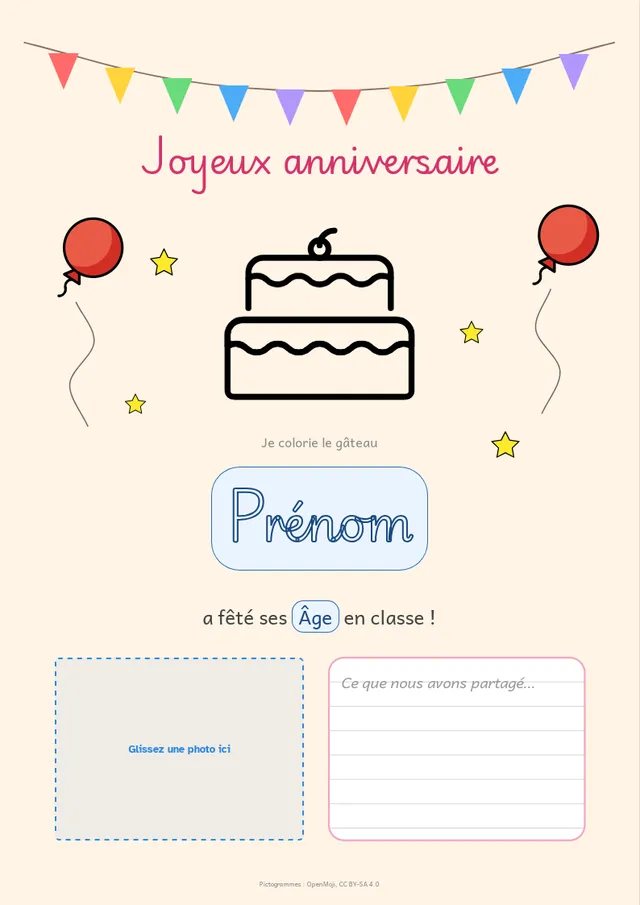 Joyeux anniversaire
Je colorie le gâteau
Prénom
a fêté ses Âge en classe !
Glissez une photo ici
Ce que nous avons partagé...
Pictogrammes : OpenMoji, CC BY-SA 4.0